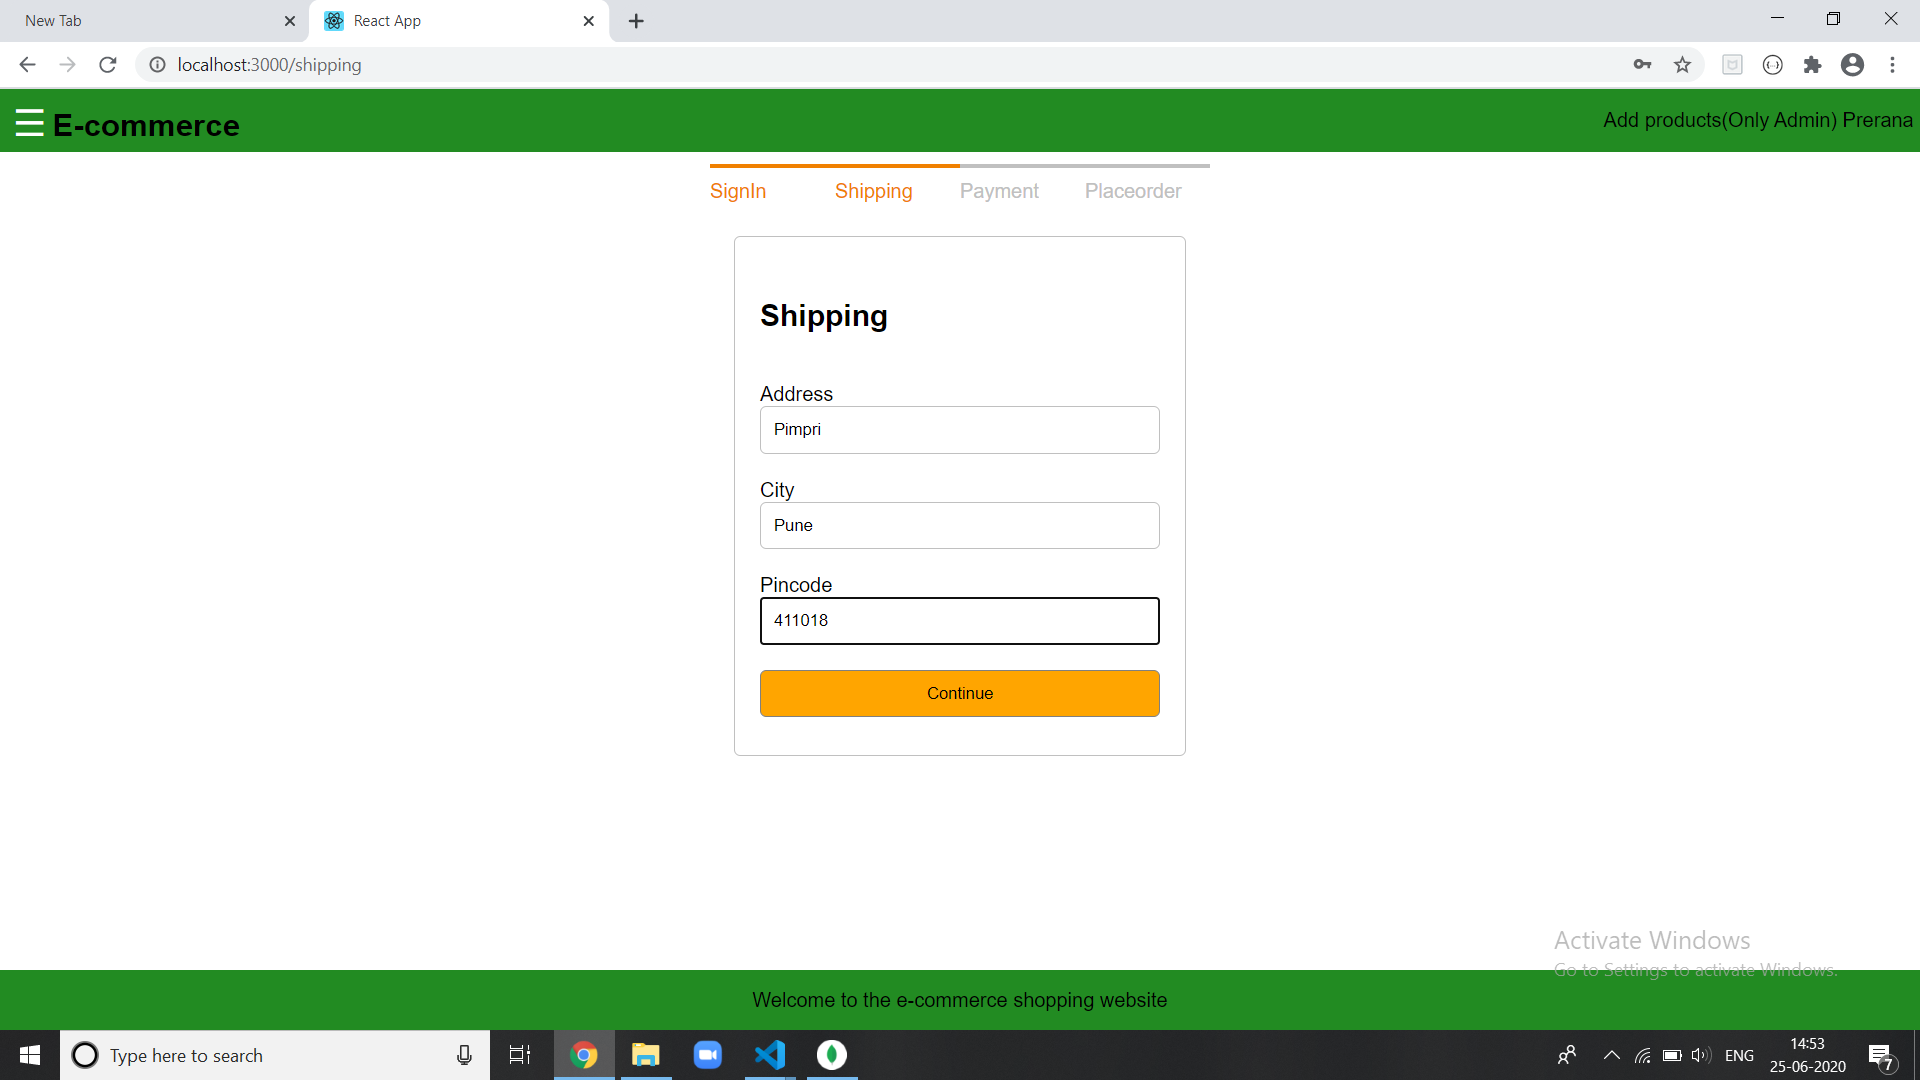 New Tab
React App
localhost:3000/shipping
E-commerce
Add products(Only Admin) Prerana
SignIn Shipping Payment Placeorder
Shipping
Address
Pimpri
City
Pune
Pincode
411018
Continue
Activate Windows
Go to Settings to activate Windows.
Welcome to the e-commerce shopping website
Type here to search
ENG
14:53
25-06-2020
7